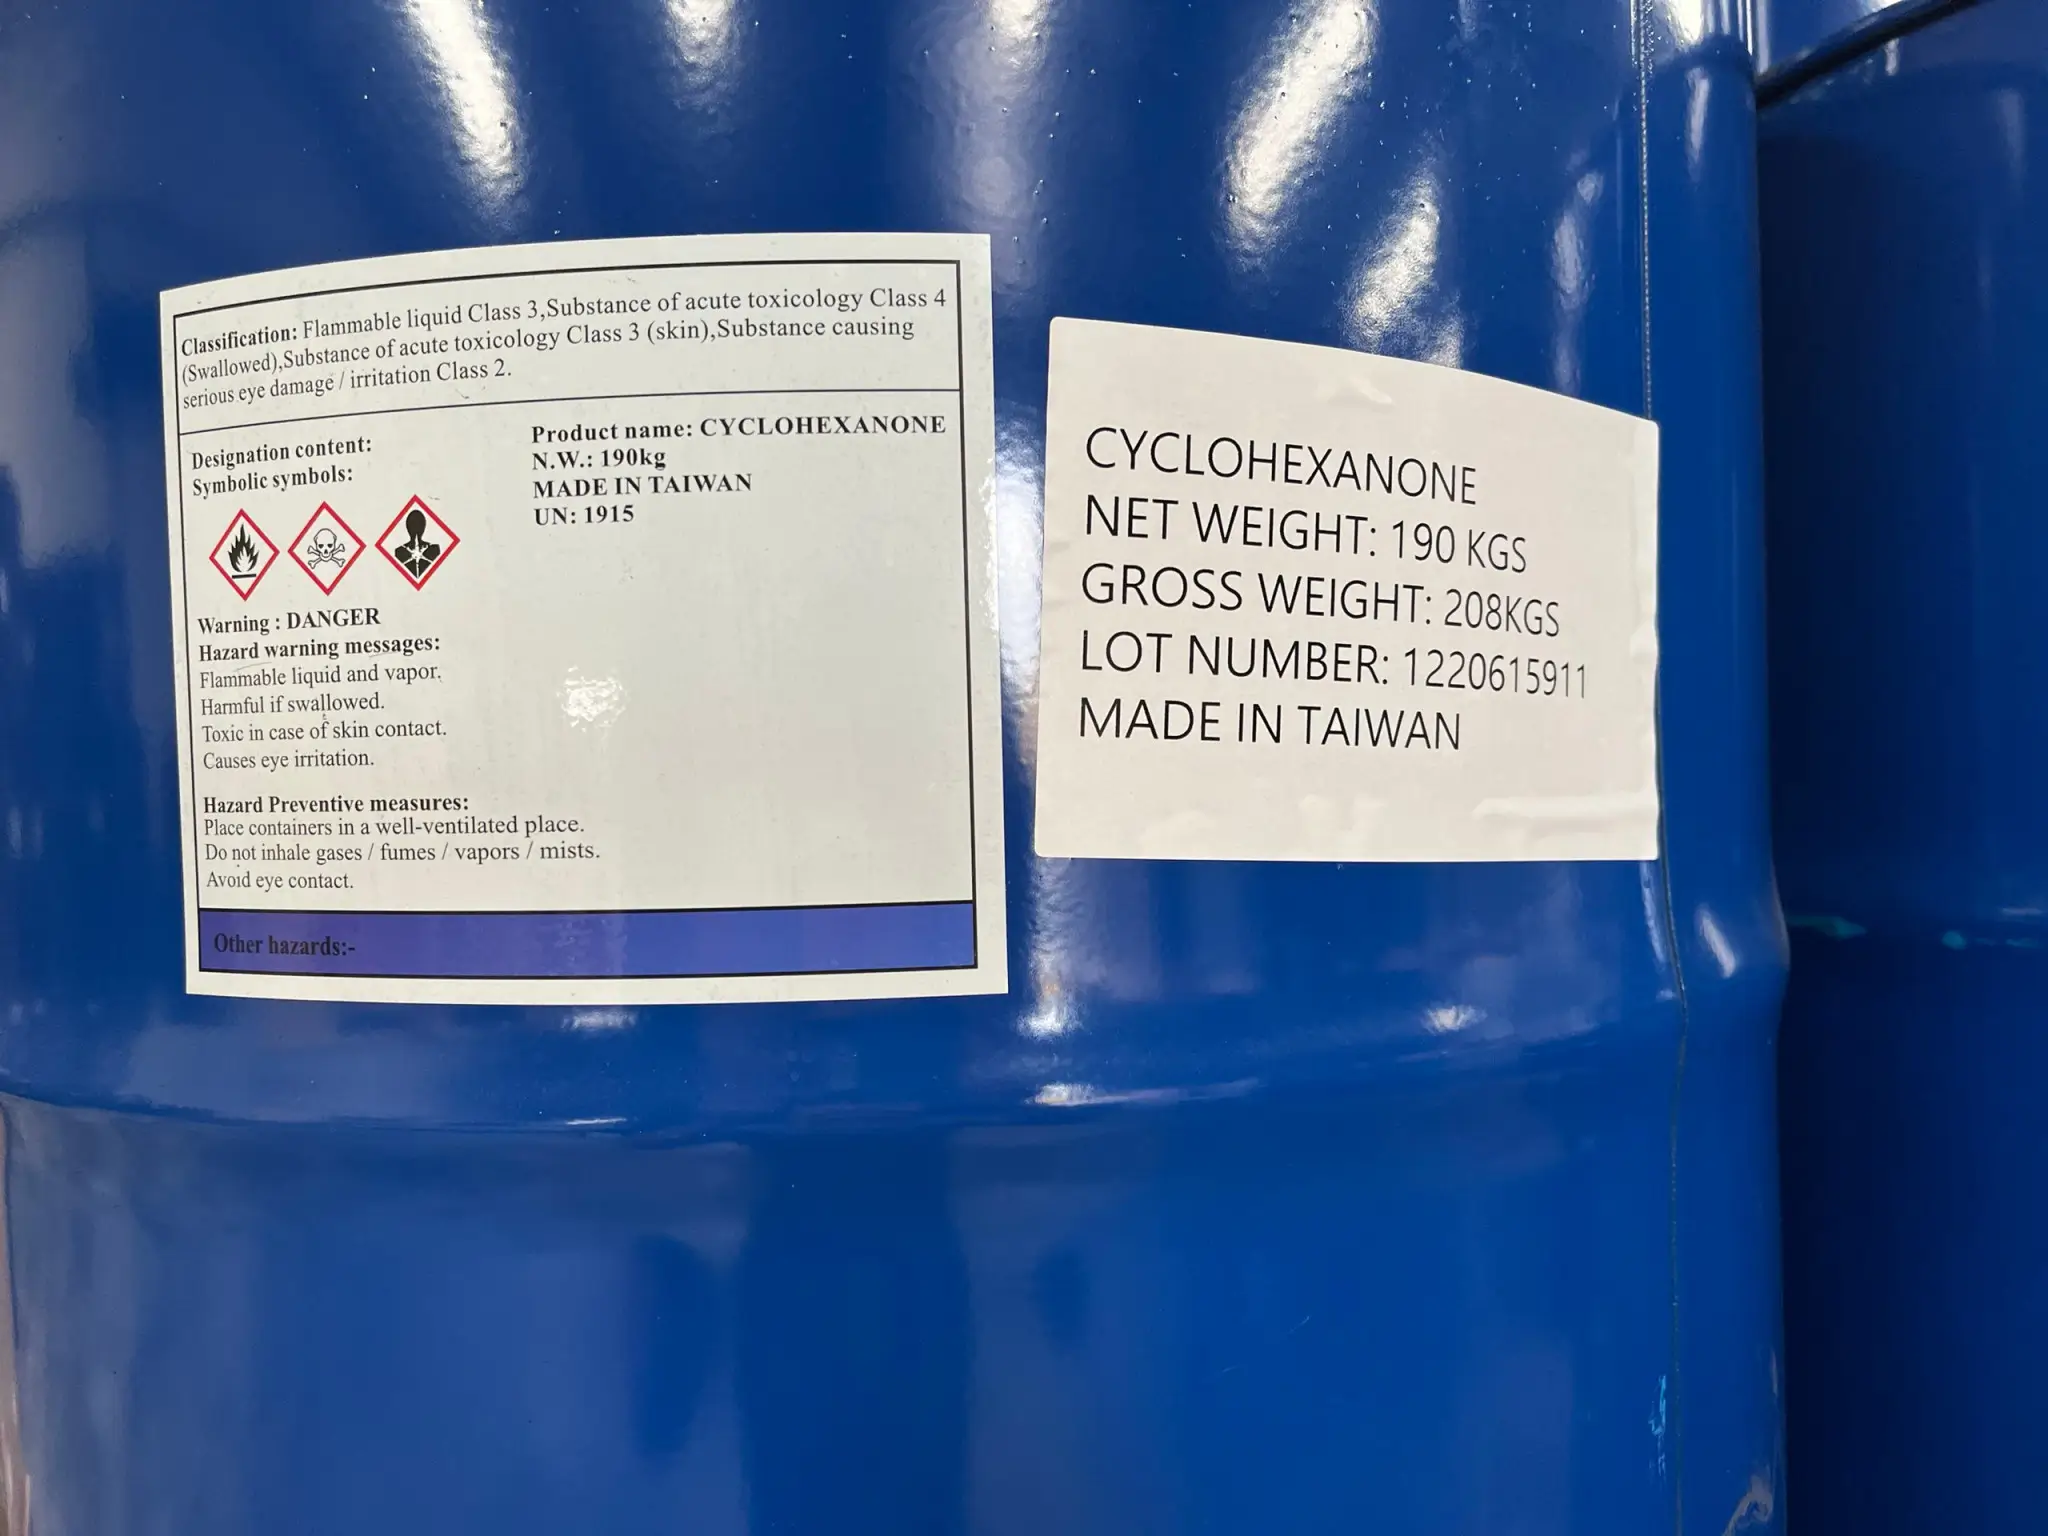 Classification: Flammable liquid Class 3,Substance of acute toxicology Class 4
(Swallowed),Substance of acute toxicology Class 3 (skin),Substance causing
serious eye damage / irritation Class 2.
Designation content:
Symbolic symbols:
Product name: CYCLOHEXANONE
N.W.: 190kg
MADE IN TAIWAN
UN: 1915
Warning : DANGER
Hazard warning messages:
Flammable liquid and vapor.
Harmful if swallowed.
Toxic in case of skin contact.
Causes eye irritation.
Hazard Preventive measures:
Place containers in a well-ventilated place.
Do not inhale gases / fumes / vapors / mists.
Avoid eye contact.
Other hazards:-
CYCLOHEXANONE
NET WEIGHT: 190 KGS
GROSS WEIGHT: 208KGS
LOT NUMBER: 1220615911
MADE IN TAIWAN